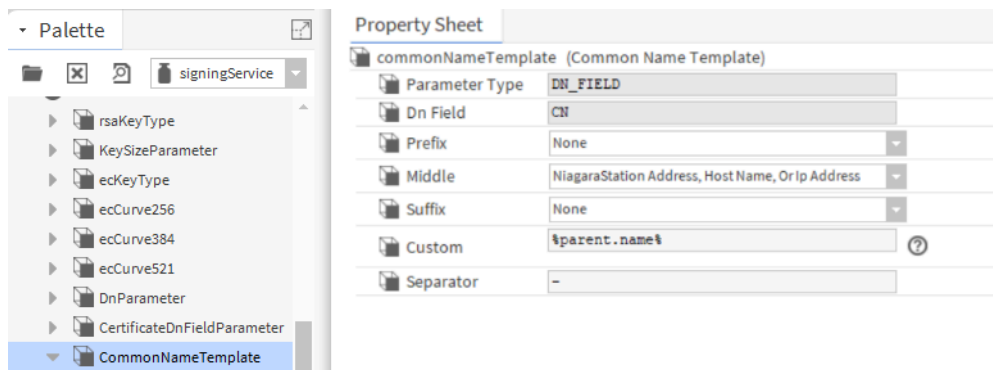 Palette
signingService
rsaKeyType
KeySizeParameter
ecKeyType
ecCurve256
ecCurve384
ecCurve521
DnParameter
CertificateDnFieldParameter
CommonNameTemplate
Property Sheet
commonNameTemplate (Common Name Template)
Parameter Type DN_FIELD
Dn Field CN
Prefix None
Middle NiagaraStation Address, Host Name, Or Ip Address
Suffix None
Custom %parent.name%
Separator -